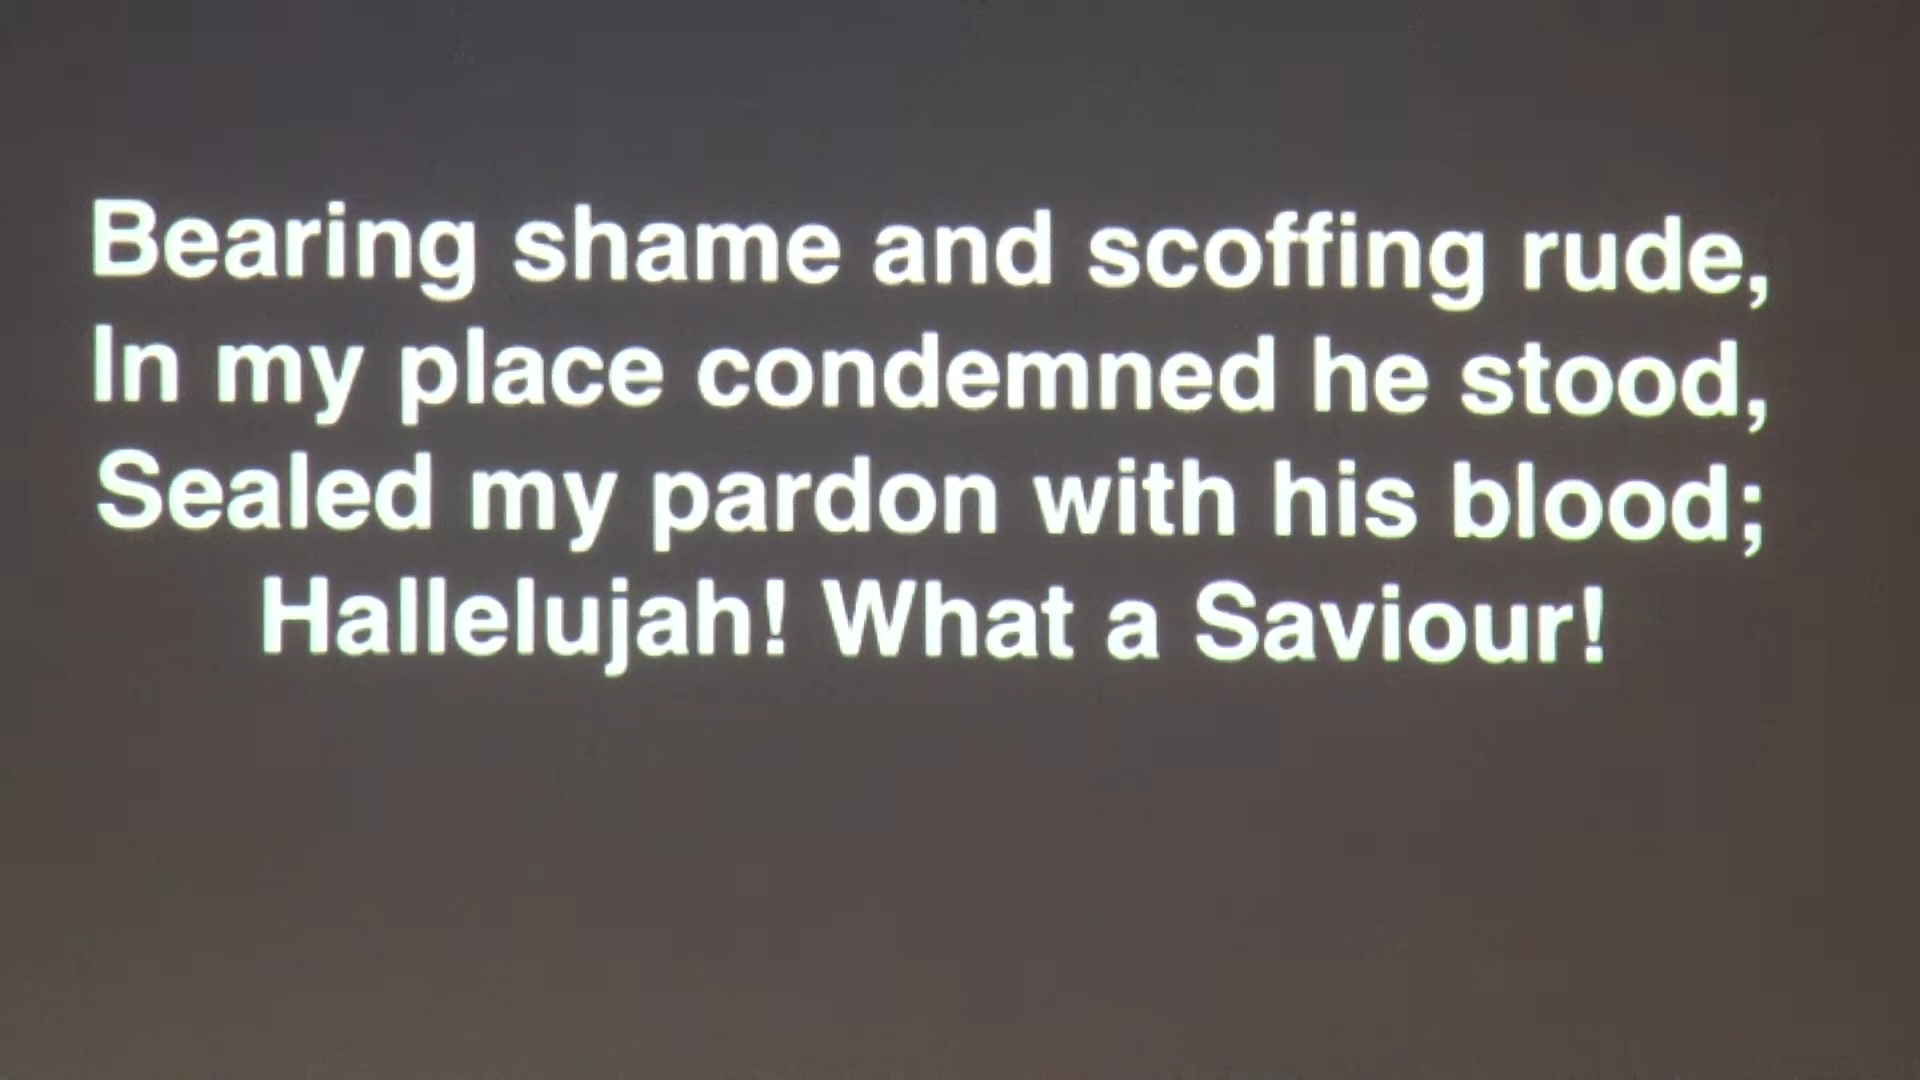 Bearing shame and scoffing rude,
In my place condemned he stood,
Sealed my pardon with his blood;
Hallelujah! What a Saviour!